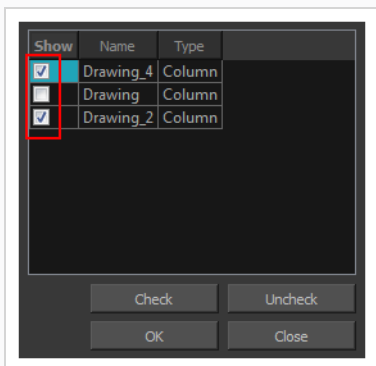 Show Name Type
Drawing_4 Column
Drawing Column
Drawing_2 Column
Check Uncheck
OK Close